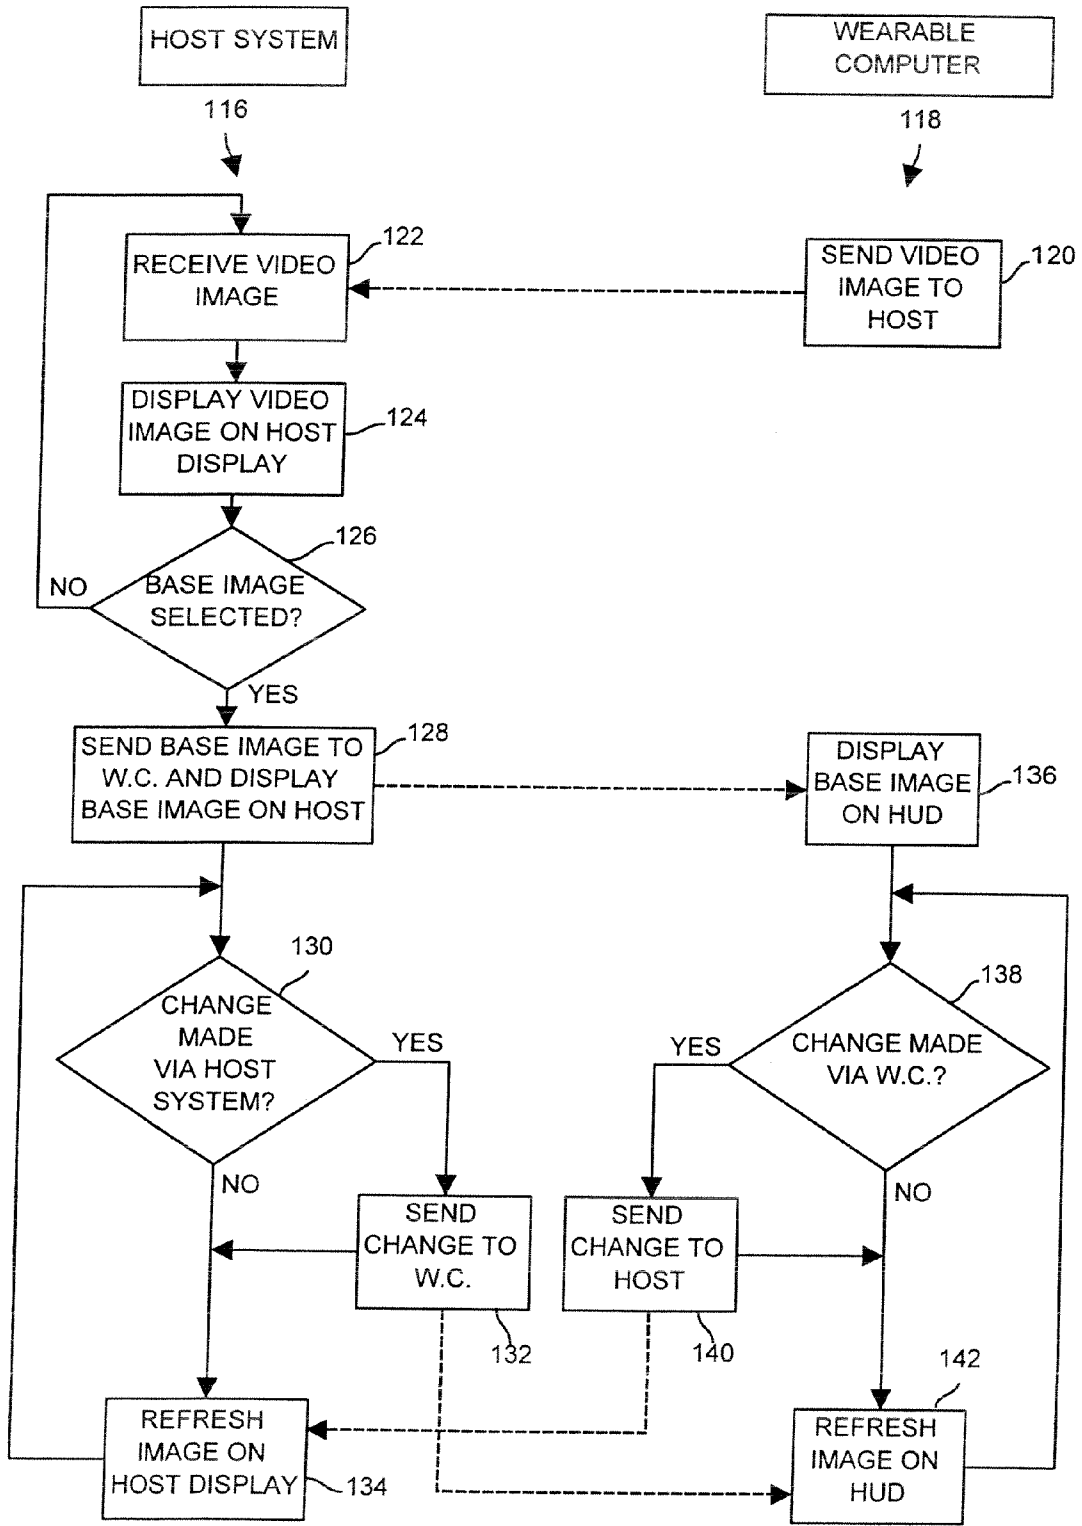 HOST SYSTEM
WEARABLE
COMPUTER
116
118
RECEIVE VIDEO
IMAGE
122
SEND VIDEO
IMAGE TO
HOST
120
DISPLAY VIDEO
IMAGE ON HOST
DISPLAY
124
126
BASE IMAGE
SELECTED?
NO
YES
SEND BASE IMAGE TO
W.C. AND DISPLAY
BASE IMAGE ON HOST
128
DISPLAY
BASE IMAGE
ON HUD
136
130
CHANGE
MADE
VIA HOST
SYSTEM?
YES
NO
138
CHANGE MADE
VIA W.C.?
YES
NO
SEND
CHANGE TO
W.C.
132
SEND
CHANGE TO
HOST
140
REFRESH
IMAGE ON
HOST DISPLAY
134
142
REFRESH
IMAGE ON
HUD